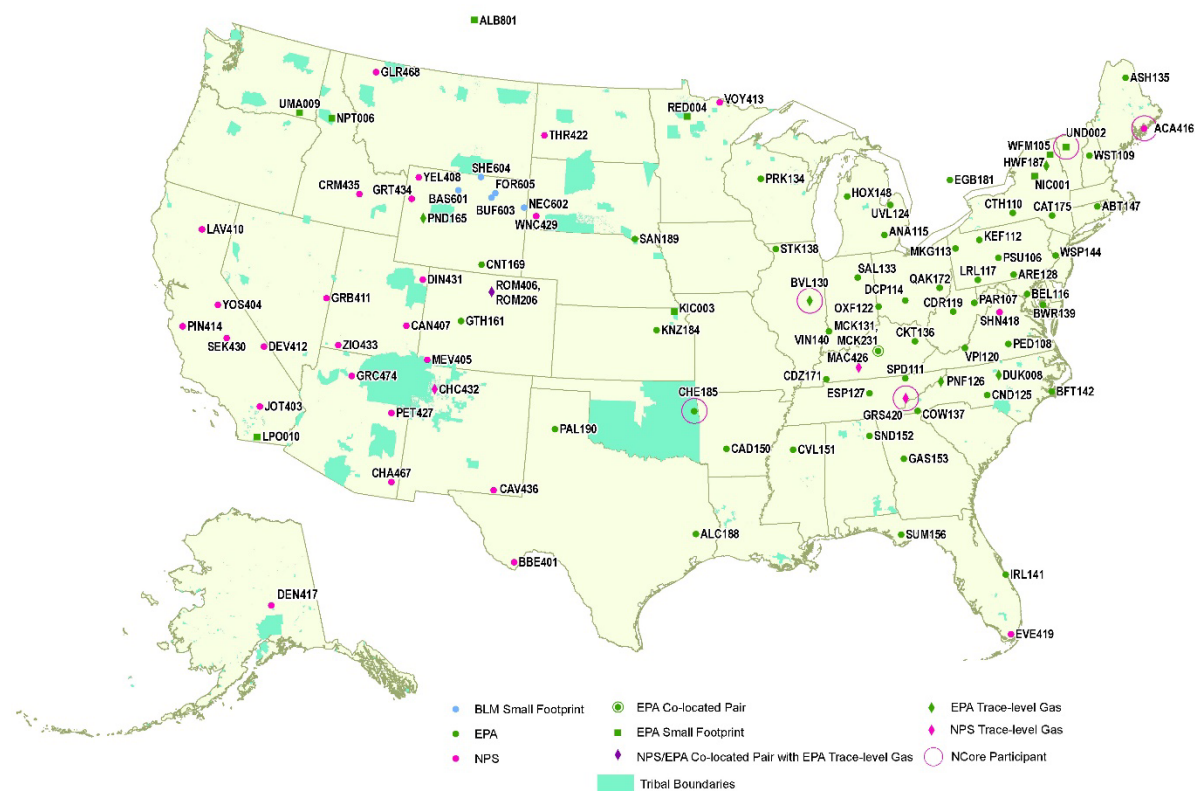 ALB801
GLR468
ASH135
VOY413
RED004
UMA009
NPT006
ACA416
UND002
THR422
WFM105
HWF187
WST109
SHE604
YEL408
FOR605
CRM435
GRT434
BAS601
NEC602
BUF603
PND165
WNC429
PRK134
HOX148
EGB181
NIC001
UVL124
CTH110
CAT175
ABT147
LAV410
SAN189
ANA115
STK138
MKG113
KEF112
WSP144
PSU106
CNT169
DIN431
ROM406,
ROM206
SAL133
BVL130
DCP114
QAK172
LRL117
ARE128
BEL116
YOS404
GRB411
KIC003
OXF122
CDR119
PAR107
BWR139
SHN418
PIN414
GTH161
CAN407
KNZ184
MCK131,
MCK231
VIN140
CKT136
SEK430
DEV412
ZIO433
MEV405
MAC426
VPI120
PED108
GRC474
CHC432
CDZ171
SPD111
PNF126
DUK008
CHE185
ESP127
CND125
BFT142
JOT403
PET427
GRS420
COW137
LPO010
PAL190
CAD150
CVL151
SND152
GAS153
CHA467
CAV436
ALC188
SUM156
BBE401
IRL141
DEN417
EVE419
BLM Small Footprint
EPA Co-located Pair
EPA Trace-level Gas
EPA
EPA Small Footprint
NPS Trace-level Gas
NPS
NPS/EPA Co-located Pair with EPA Trace-level Gas
NCore Participant
Tribal Boundaries